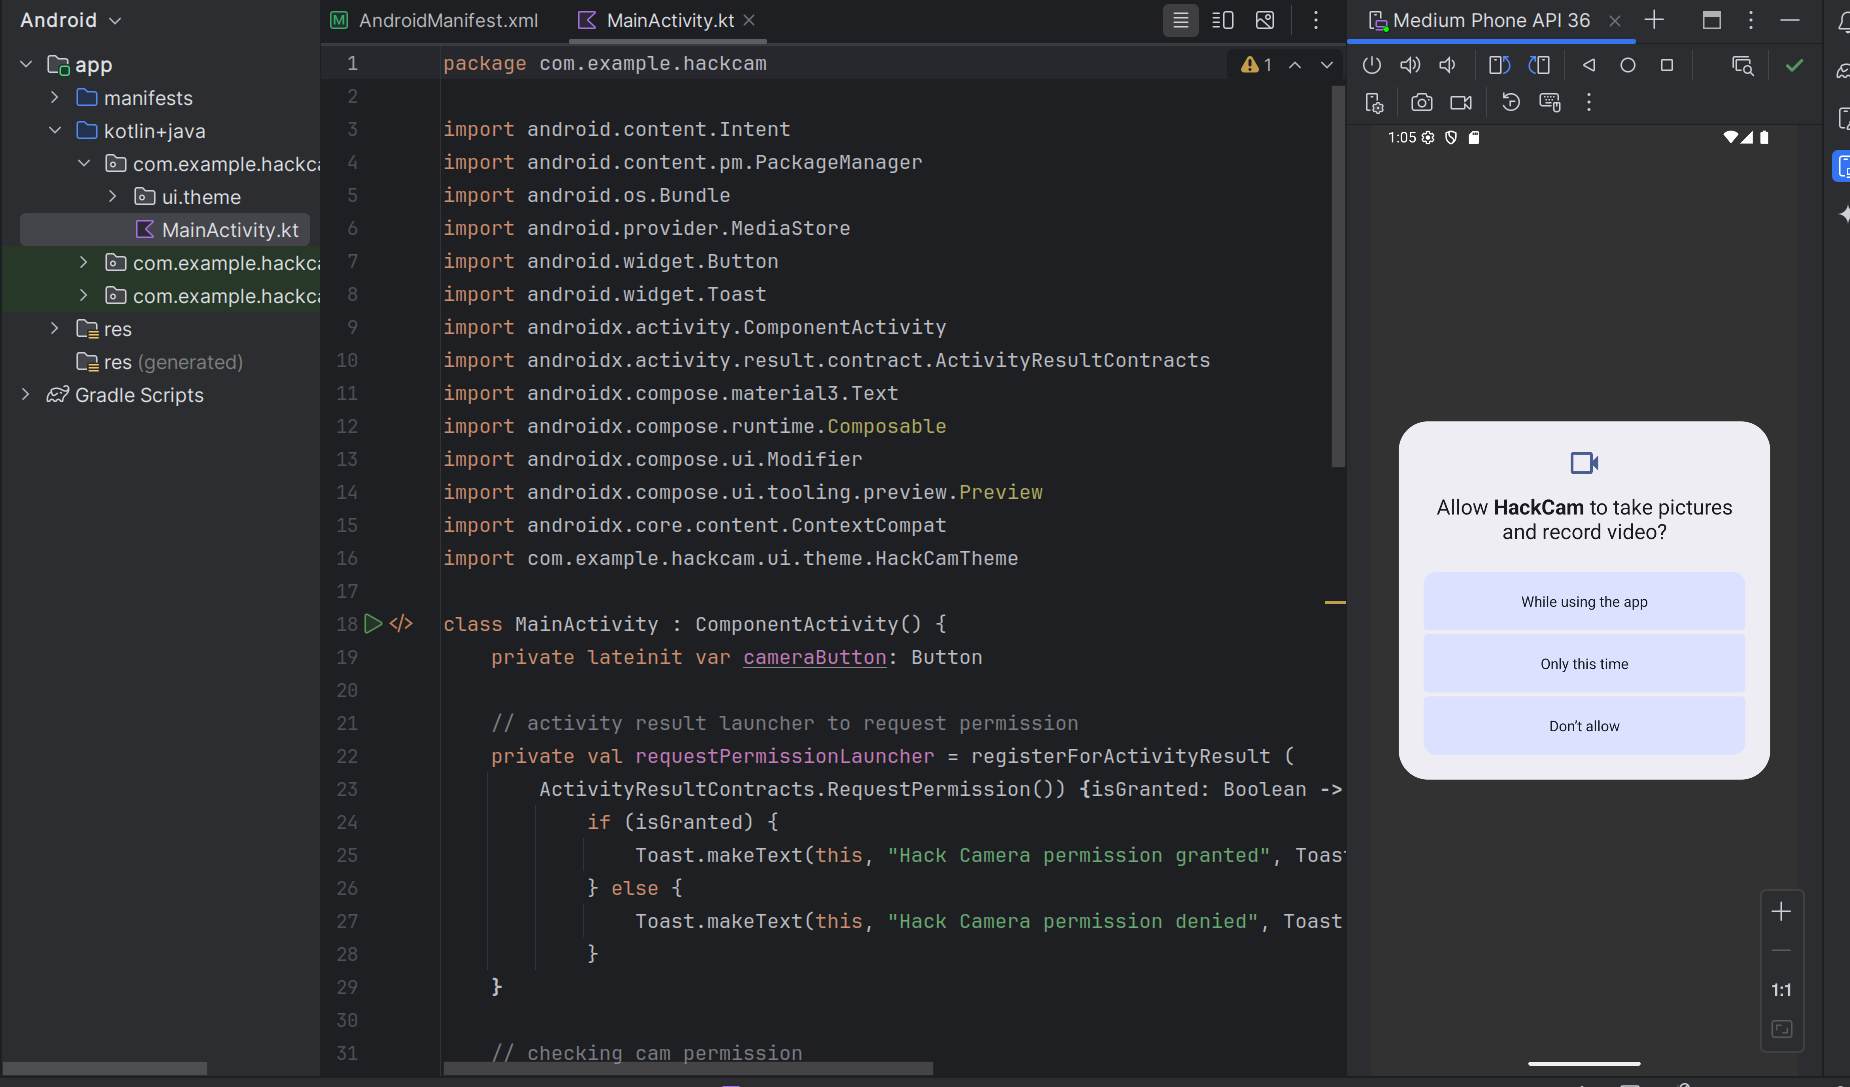 Android
app
manifests
kotlin+java
com.example.hackca
ui.theme
MainActivity.kt
com.example.hackca
com.example.hackca
res
res (generated)
Gradle Scripts
AndroidManifest.xml
MainActivity.kt
1
1 package com.example.hackcam
2
3 import android.content.Intent
4 import android.content.pm.PackageManager
5 import android.os.Bundle
6 import android.provider.MediaStore
7 import android.widget.Button
8 import android.widget.Toast
9 import androidx.activity.ComponentActivity
10 import androidx.activity.result.contract.ActivityResultContracts
11 import androidx.compose.material3.Text
12 import androidx.compose.runtime.Composable
13 import androidx.compose.ui.Modifier
14 import androidx.compose.ui.tooling.preview.Preview
15 import androidx.core.content.ContextCompat
16 import com.example.hackcam.ui.theme.HackCamTheme
17
18 </> class MainActivity : ComponentActivity() {
19 private lateinit var cameraButton: Button
20
21 // activity result launcher to request permission
22 private val requestPermissionLauncher = registerForActivityResult (
23 ActivityResultContracts.RequestPermission()) {isGranted: Boolean ->
24 if (isGranted) {
25 Toast.makeText(this, "Hack Camera permission granted", Toast
26 } else {
27 Toast.makeText(this, "Hack Camera permission denied", Toast
28 }
29 }
30
31 // checking cam permission
Medium Phone API 36
1:05
Allow HackCam to take pictures
and record video?
While using the app
Only this time
Don't allow
1:1